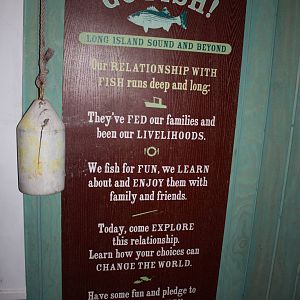 GO FISH!
LONG ISLAND SOUND AND BEYOND
Our RELATIONSHIP WITH
FISH runs deep and long:
They've FED our families and
been our LIVELIHOODS.
We fish for FUN, we LEARN
about and ENJOY them with
family and friends.
Today, come EXPLORE
this relationship.
Learn how your choices can
CHANGE THE WORLD.
Have some fun and pledge to